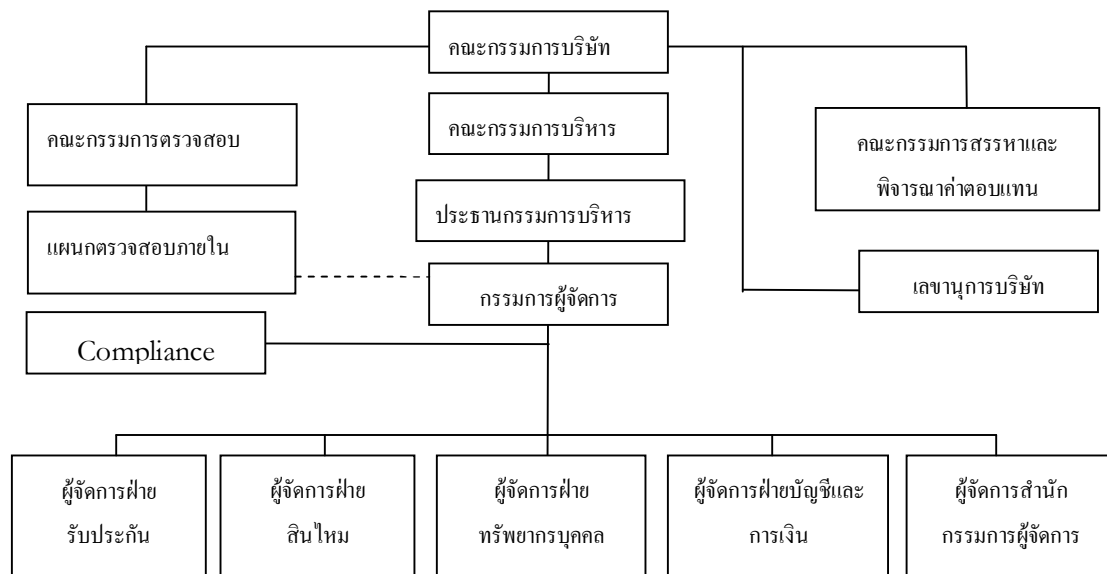 คณะกรรมการบริษัท
คณะกรรมการตรวจสอบ
คณะกรรมการบริหาร
คณะกรรมการสรรหาและ
พิจารณาค่าตอบแทน
ประธานกรรมการบริหาร
แผนกตรวจสอบภายใน
กรรมการผู้จัดการ
เลขานุการบริษัท
Compliance
ผู้จัดการฝ่าย
รับประกัน
ผู้จัดการฝ่าย
สินไหม
ผู้จัดการฝ่าย
ทรัพยากรบุคคล
ผู้จัดการฝ่ายบัญชีและ
การเงิน
ผู้จัดการสำนัก
กรรมการผู้จัดการ